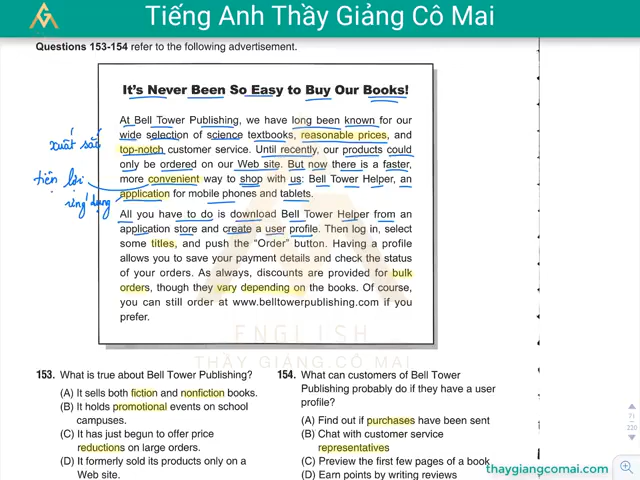 Tiếng Anh Thầy Giảng Cô Mai
Questions 153-154 refer to the following advertisement.
It's Never Been So Easy to Buy Our Books!
At Bell Tower Publishing, we have long been known for our
wide selection of science textbooks, reasonable prices, and
top-notch customer service. Until recently, our products could
only be ordered on our Web site. But now there is a faster,
more convenient way to shop with us: Bell Tower Helper, an
application for mobile phones and tablets.
xuất sắc
tiện lợi
ứng dụng
All you have to do is download Bell Tower Helper from an
application store and create a user profile. Then log in, select
some titles, and push the “Order” button. Having a profile
allows you to save your payment details and check the status
of your orders. As always, discounts are provided for bulk
orders, though they vary depending on the books. Of course,
you can still order at www.belltowerpublishing.com if you
prefer.
ENGLISH
THẦY GIẢNG CÔ MAI
153. What is true about Bell Tower Publishing?
(A) It sells both fiction and nonfiction books.
(B) It holds promotional events on school
campuses.
(C) It has just begun to offer price
reductions on large orders.
(D) It formerly sold its products only on a
Web site.
154. What can customers of Bell Tower
Publishing probably do if they have a user
profile?
(A) Find out if purchases have been sent
(B) Chat with customer service
representatives
(C) Preview the first few pages of a book
(D) Earn points by writing reviews
71
220
thaygiangcomai.com